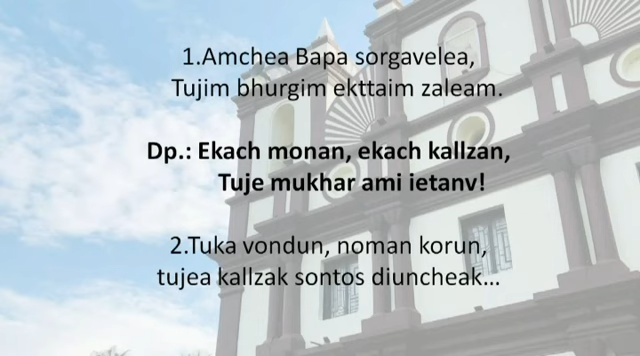 1.Amchea Bapa sorgavelea,
Tujim bhurgim ekttaim zaleam.
Dp.: Ekach monan, ekach kallzan,
Tuje mukhar ami ietanv!
2.Tuka vondun, noman korun,
tujea kallzak sontos diuncheak...